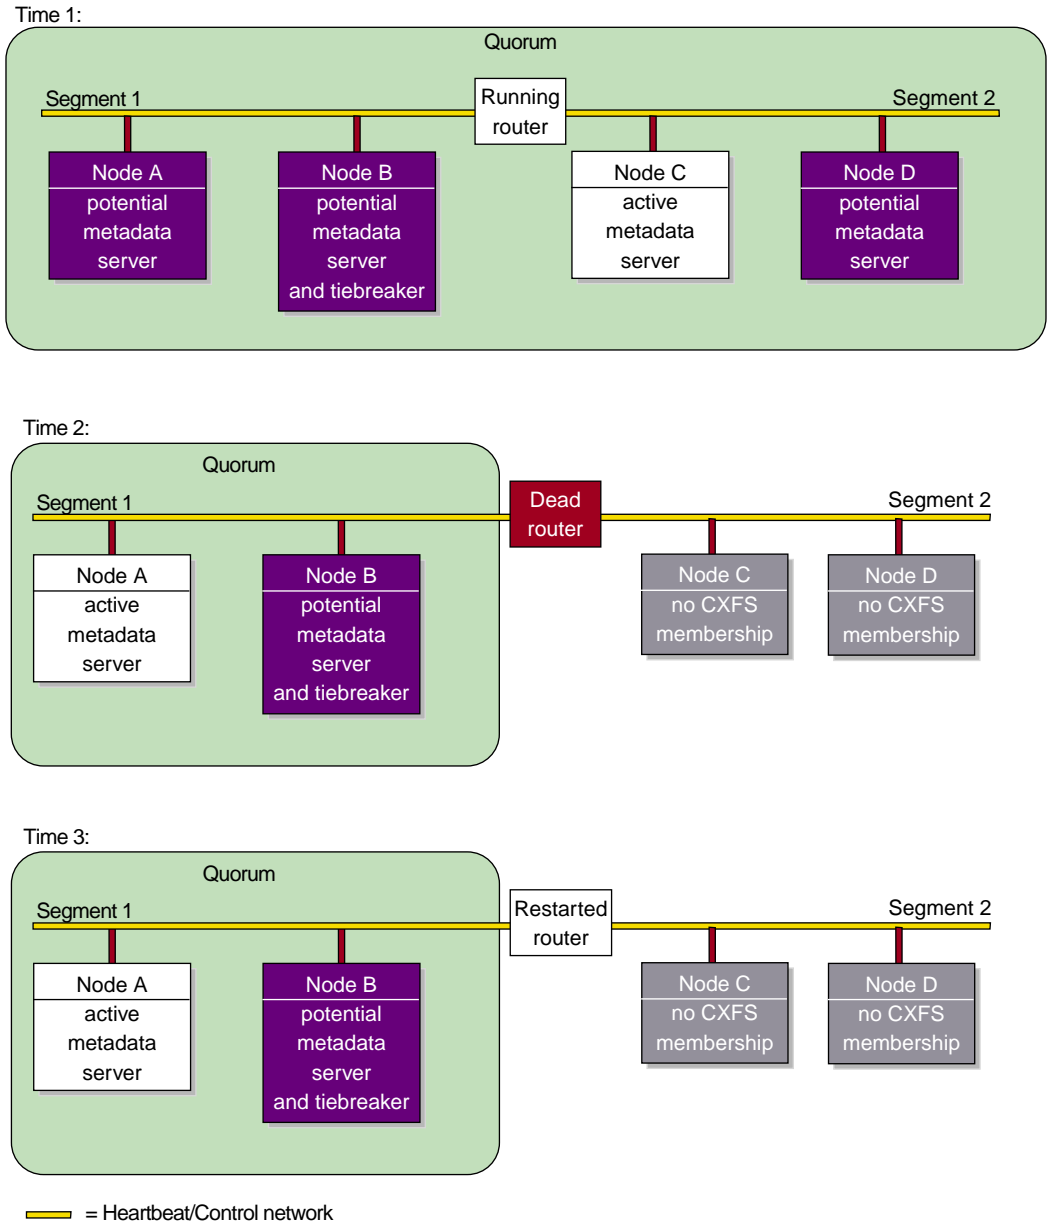 Time 1:
Quorum
Segment 1
Running
router
Segment 2
Node A
potential
metadata
server
Node B
potential
metadata
server
and tiebreaker
Node C
active
metadata
server
Node D
potential
metadata
server
Time 2:
Quorum
Segment 1
Dead
router
Segment 2
Node A
active
metadata
server
Node B
potential
metadata
server
and tiebreaker
Node C
no CXFS
membership
Node D
no CXFS
membership
Time 3:
Quorum
Segment 1
Restarted
router
Segment 2
Node A
active
metadata
server
Node B
potential
metadata
server
and tiebreaker
Node C
no CXFS
membership
Node D
no CXFS
membership
= Heartbeat/Control network